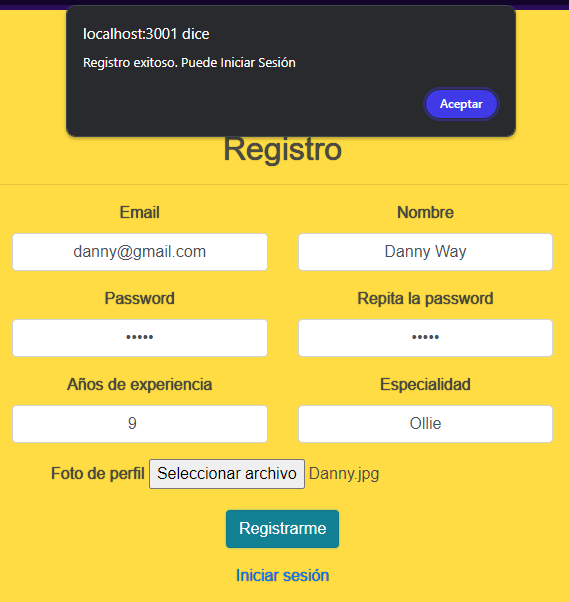 localhost:3001 dice
Registro exitoso. Puede Iniciar Sesión
Aceptar
Registro
Email
Nombre
danny@gmail.com
Danny Way
Password
Repita la password
•••••
•••••
Años de experiencia
Especialidad
9
Ollie
Foto de perfil Seleccionar archivo Danny.jpg
Registrarme
Iniciar sesión